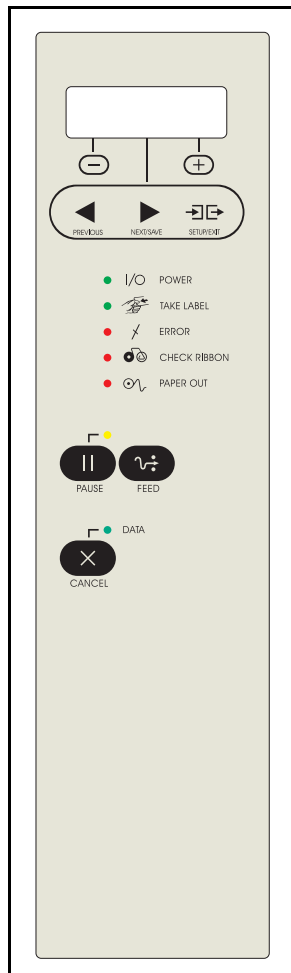 PREVIOUS NEXT/SAVE SETUP/EXIT
I/O POWER
TAKE LABEL
ERROR
CHECK RIBBON
PAPER OUT
PAUSE FEED
DATA
CANCEL